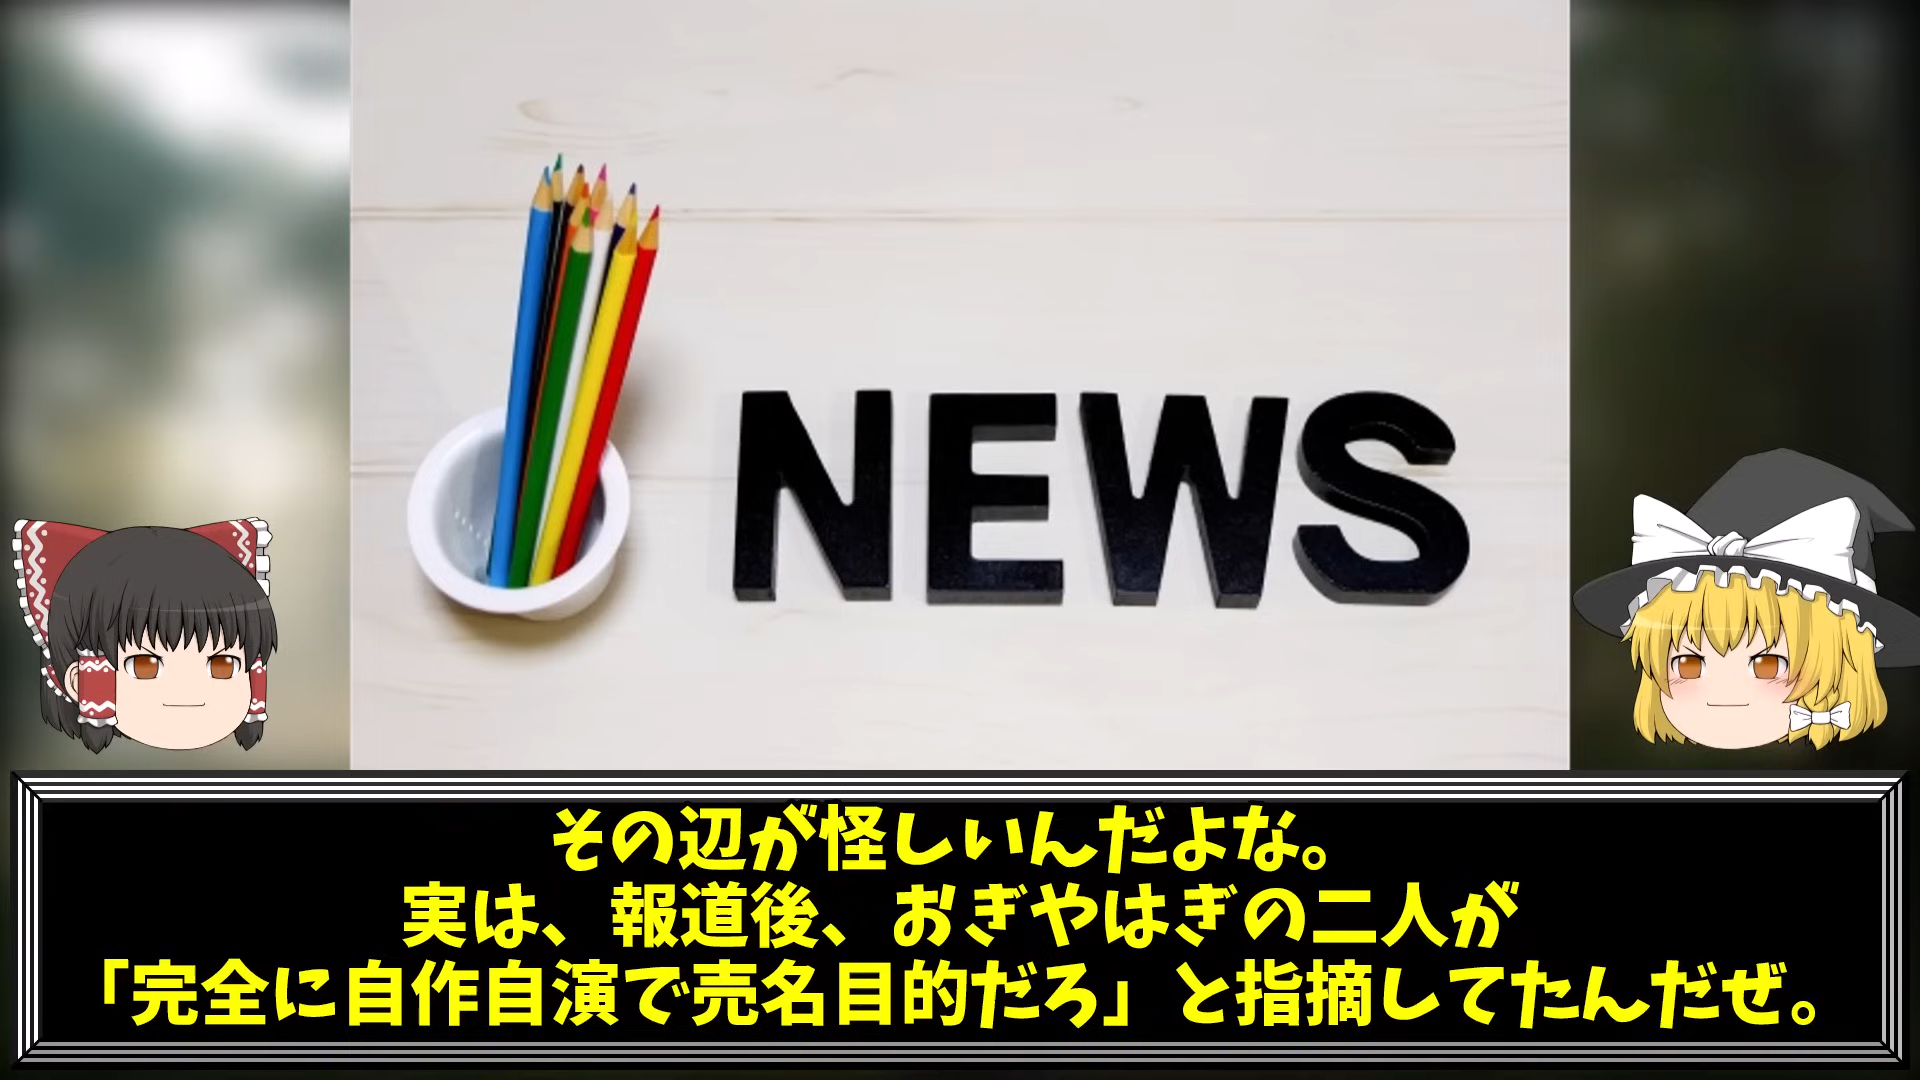 NEWS
その辺が怪しいんだよな。
実は、報道後、おぎやはぎの二人が
「完全に自作自演で売名目的だろ」と指摘してたんだぜ。